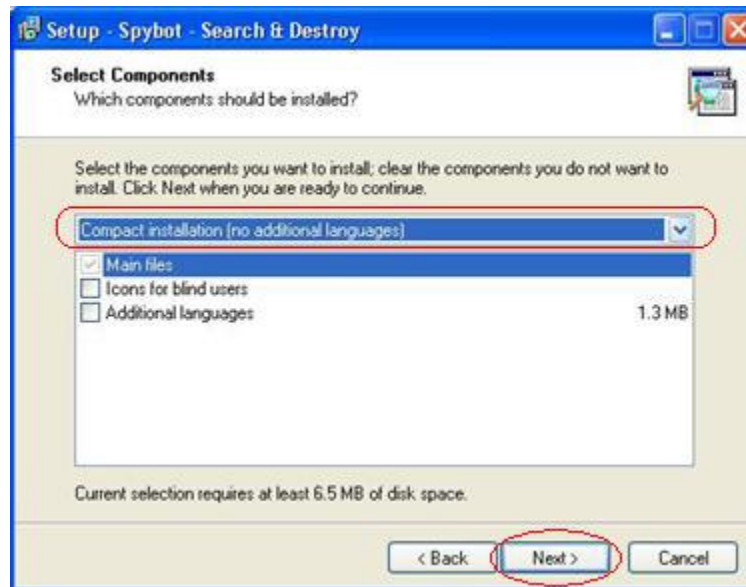 Setup - Spybot - Search & Destroy
Select Components
Which components should be installed?
Select the components you want to install; clear the components you do not want to
install. Click Next when you are ready to continue.
Compact installation (no additional languages)
Main files
Icons for blind users
Additional languages 1.3 MB
Current selection requires at least 6.5 MB of disk space.
< Back Next > Cancel